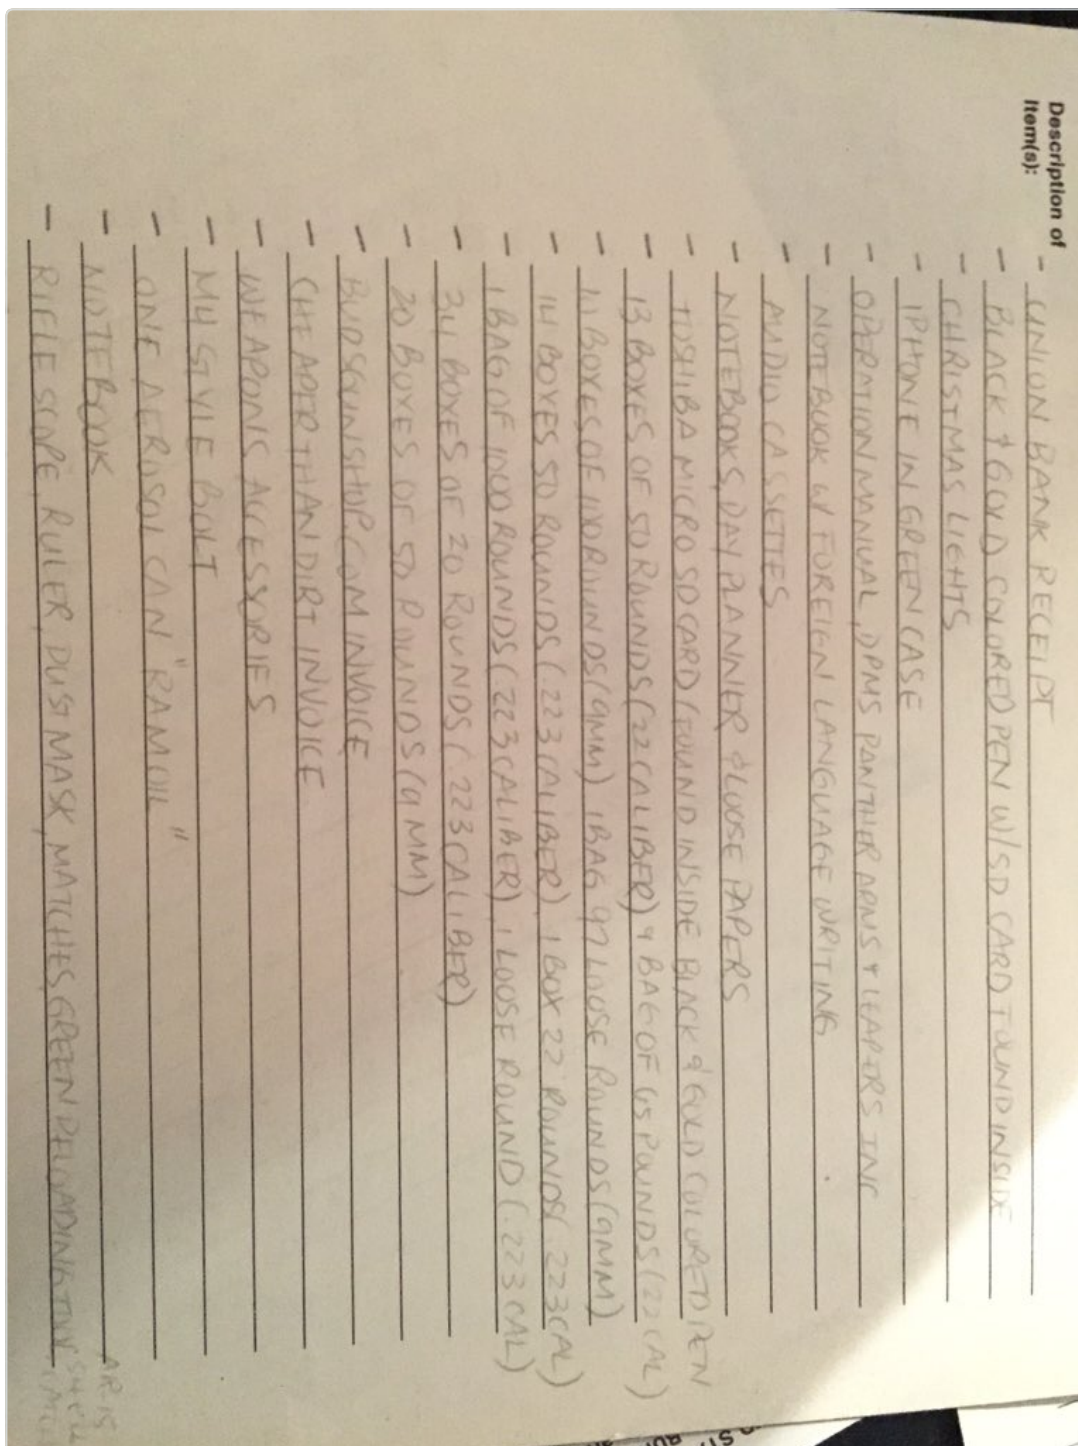 Description of
Item(s):
- UNION BANK RECEIPT
- BLACK & GOLD COLORED PEN W/ SD CARD FOUND INSIDE
- CHRISTMAS LIGHTS
- IPHONE IN GREEN CASE
- OPERATION MANUAL, DPMS PANTHER ARMS & LEAPERS INC
- NOTEBOOK W/ FOREIGN LANGUAGE WRITING
- AUDIO CASSETTES
- NOTEBOOKS, DAY PLANNER & LOOSE PAPERS
- TOSHIBA MICRO SD CARD (FOUND INSIDE BLACK & GOLD COLORED PEN
- 13 BOXES OF 50 ROUNDS (22 CALIBER) & BAG OF 65 ROUNDS (22 CAL)
- 11 BOXES OF 100 ROUNDS (9MM) 1 BAG 97 LOOSE ROUNDS (9MM)
- 14 BOXES 50 ROUNDS (223 CALIBER) 1 BOX 22 ROUNDS (.223 CAL)
- 1 BAG OF 1000 ROUNDS (223 CALIBER), 1 LOOSE ROUND (.223 CAL)
- 34 BOXES OF 20 ROUNDS (.223 CALIBER)
- 20 BOXES OF 50 ROUNDS (9 MM)
- BUDSGUNSHOP.COM INVOICE
- CHEAPER THAN DIRT INVOICE
- WEAPONS ACCESSORIES
- M4 STYLE BOLT
- ONE AEROSOL CAN "RAMOIL"
- NOTEBOOK
- RIFLE SCOPE, RULER, DUST MASK, MATCHES, GREEN RELOADING TOOL,
AR15